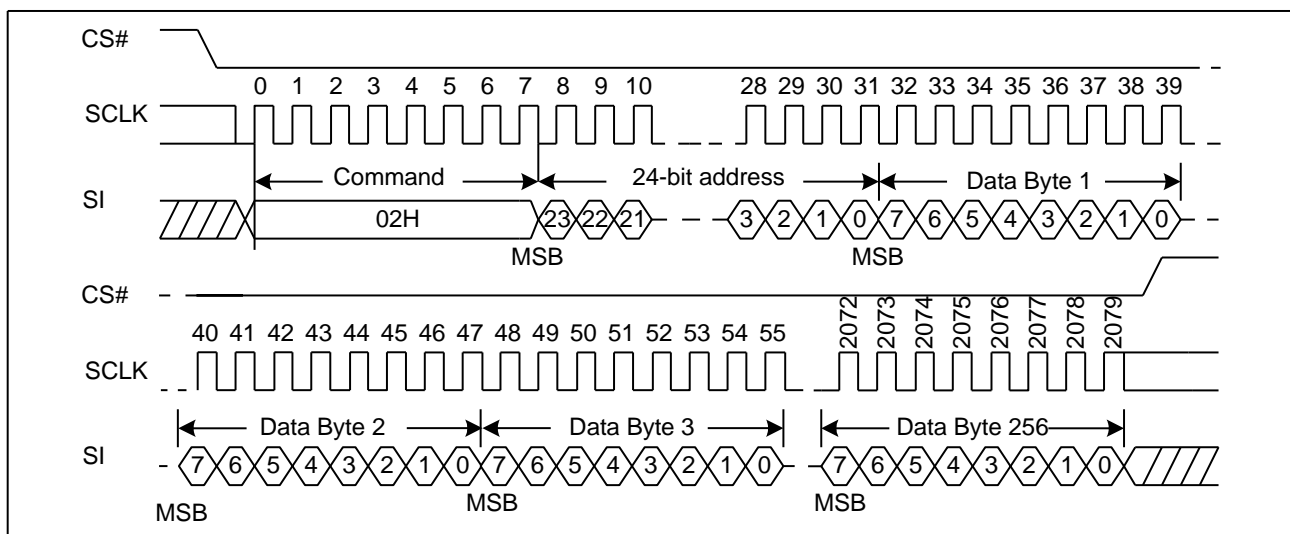 CS#
0 1 2 3 4 5 6 7 8 9 10 28 29 30 31 32 33 34 35 36 37 38 39
SCLK
Command 24-bit address Data Byte 1
SI
02H 23 22 21 3 2 1 0 7 6 5 4 3 2 1 0
MSB MSB
CS#
40 41 42 43 44 45 46 47 48 49 50 51 52 53 54 55 2072 2073 2074 2075 2076 2077 2078 2079
SCLK
Data Byte 2 Data Byte 3 Data Byte 256
SI
7 6 5 4 3 2 1 0 7 6 5 4 3 2 1 0 7 6 5 4 3 2 1 0
MSB MSB MSB